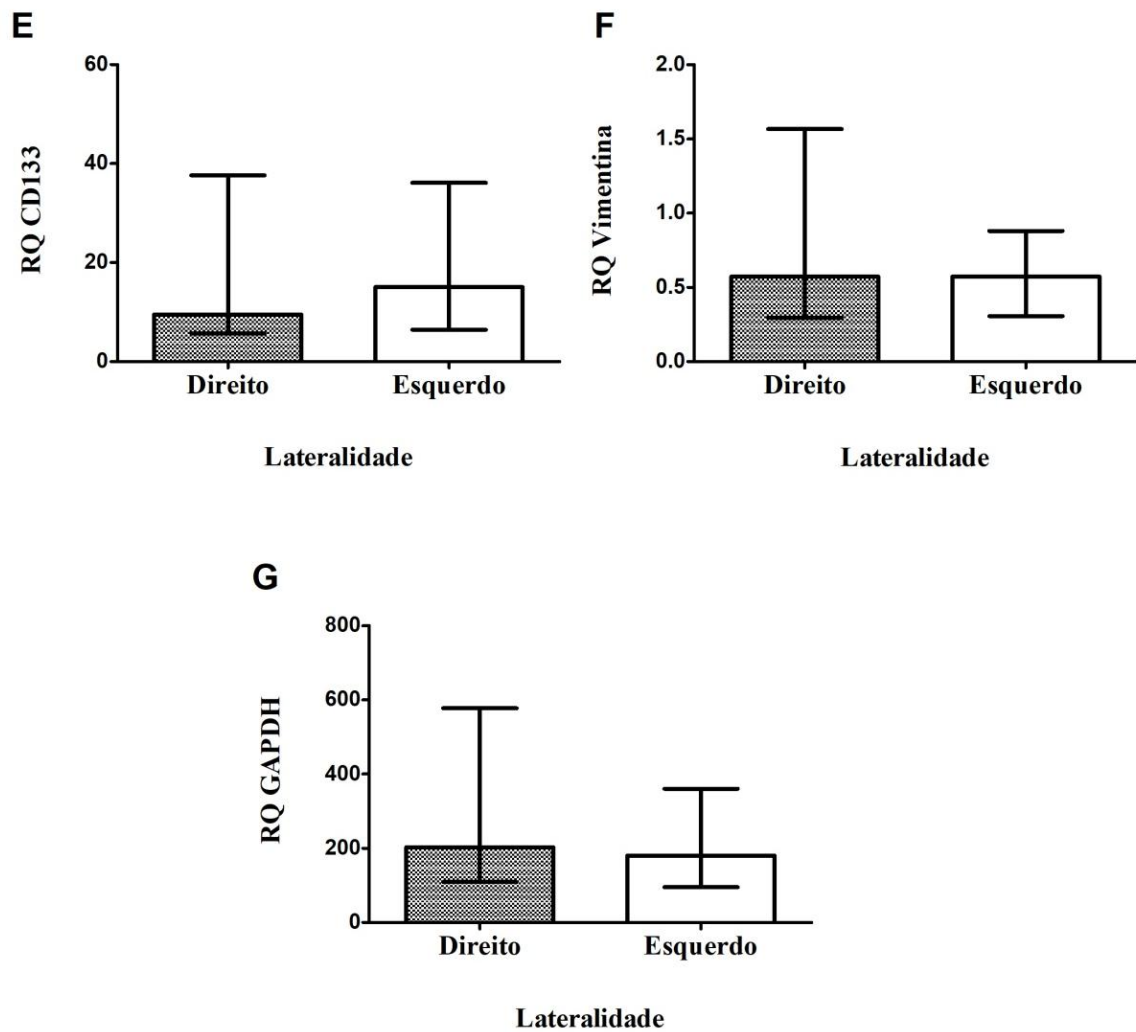 E
60
40
20
0
RQ CD133
Direito Esquerdo
Lateralidade
F
2.0
1.5
1.0
0.5
0.0
RQ Vimentina
Direito Esquerdo
Lateralidade
G
800
600
400
200
0
RQ GAPDH
Direito Esquerdo
Lateralidade